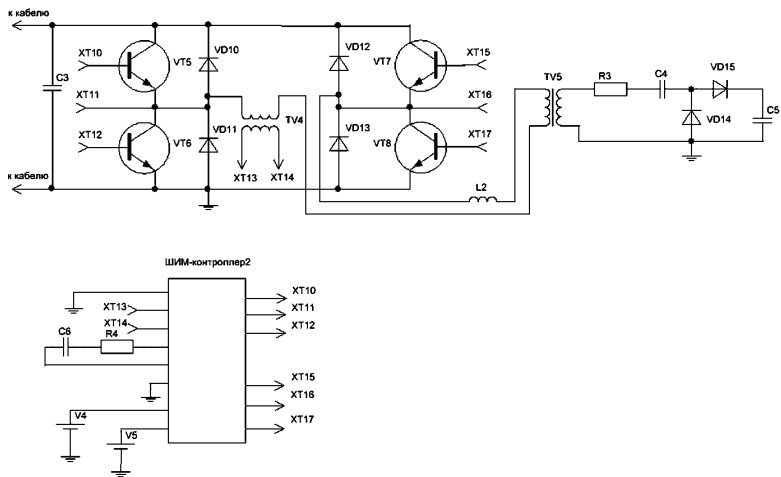 к кабелю
XT10
VT5
VD10
VD12
VT7
XT15
TV5
R3
C4
VD15
C3
XT11
XT16
XT12
VT6
VD11
TV4
VD13
VT8
XT17
VD14
C5
XT13
XT14
к кабелю
L2
ШИМ-контроллер2
XT10
XT13
XT11
XT14
XT12
C6
R4
XT15
XT16
V4
V5
XT17